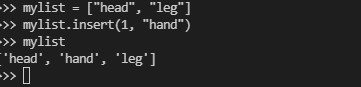 >>> mylist = ["head", "leg"]
>>> mylist.insert(1, "hand")
>>> mylist
['head', 'hand', 'leg']
>>>